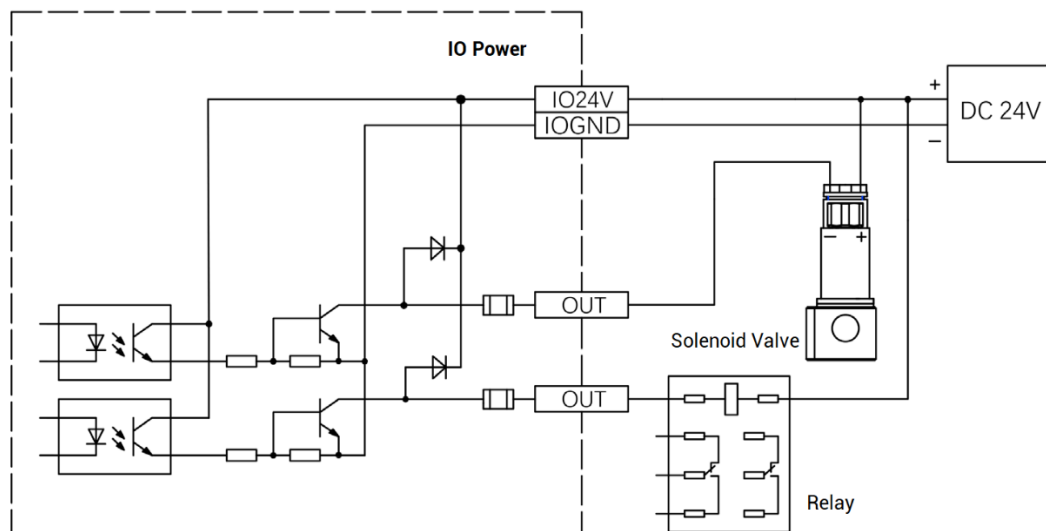 IO Power
IO24V
IOGND
+
DC 24V
−
− +
OUT
Solenoid Valve
OUT
Relay